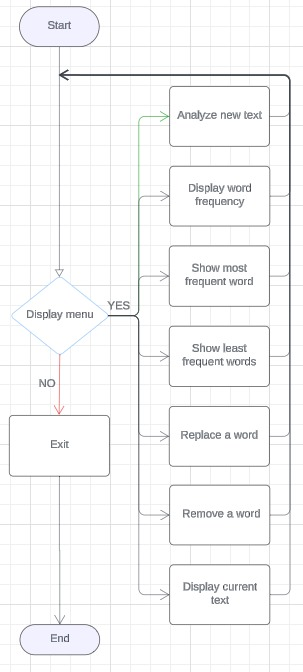 Start
Analyze new text
Display word
frequency
Show most
frequent word
YES
Display menu
Show least
frequent words
NO
Replace a word
Exit
Remove a word
Display current
text
End